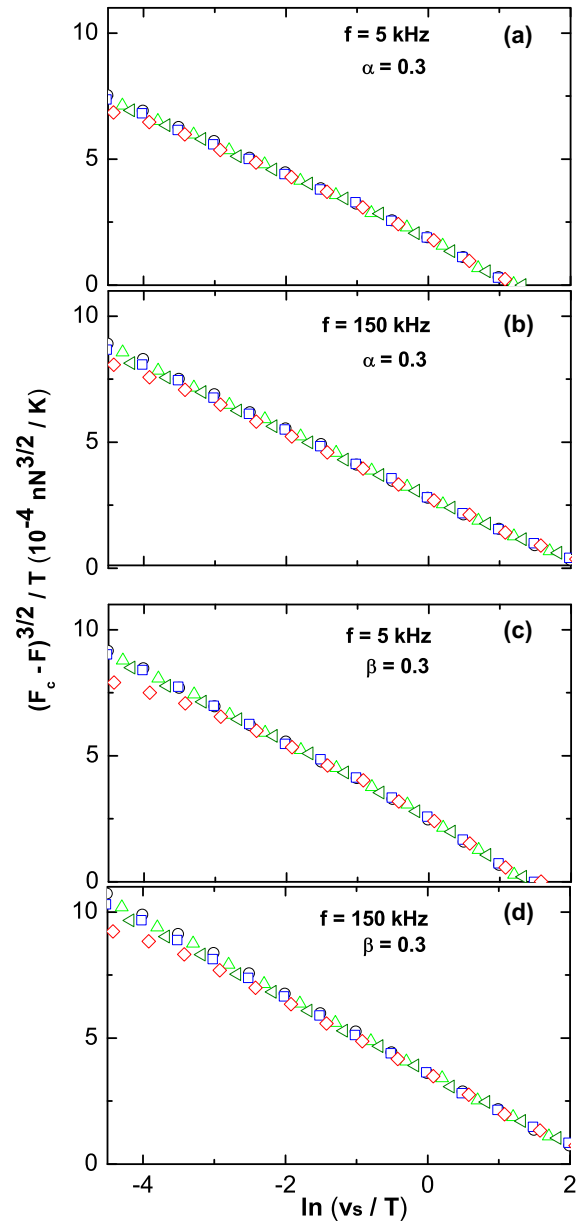 f = 5 kHz (a)
α = 0.3
10
5
0
f = 150 kHz (b)
α = 0.3
10
5
0
(F_c - F)^{3/2} / T (10^{-4} nN^{3/2} / K)
f = 5 kHz (c)
β = 0.3
10
5
0
f = 150 kHz (d)
β = 0.3
10
5
0
-4 -2 0 2
ln (v_s / T)